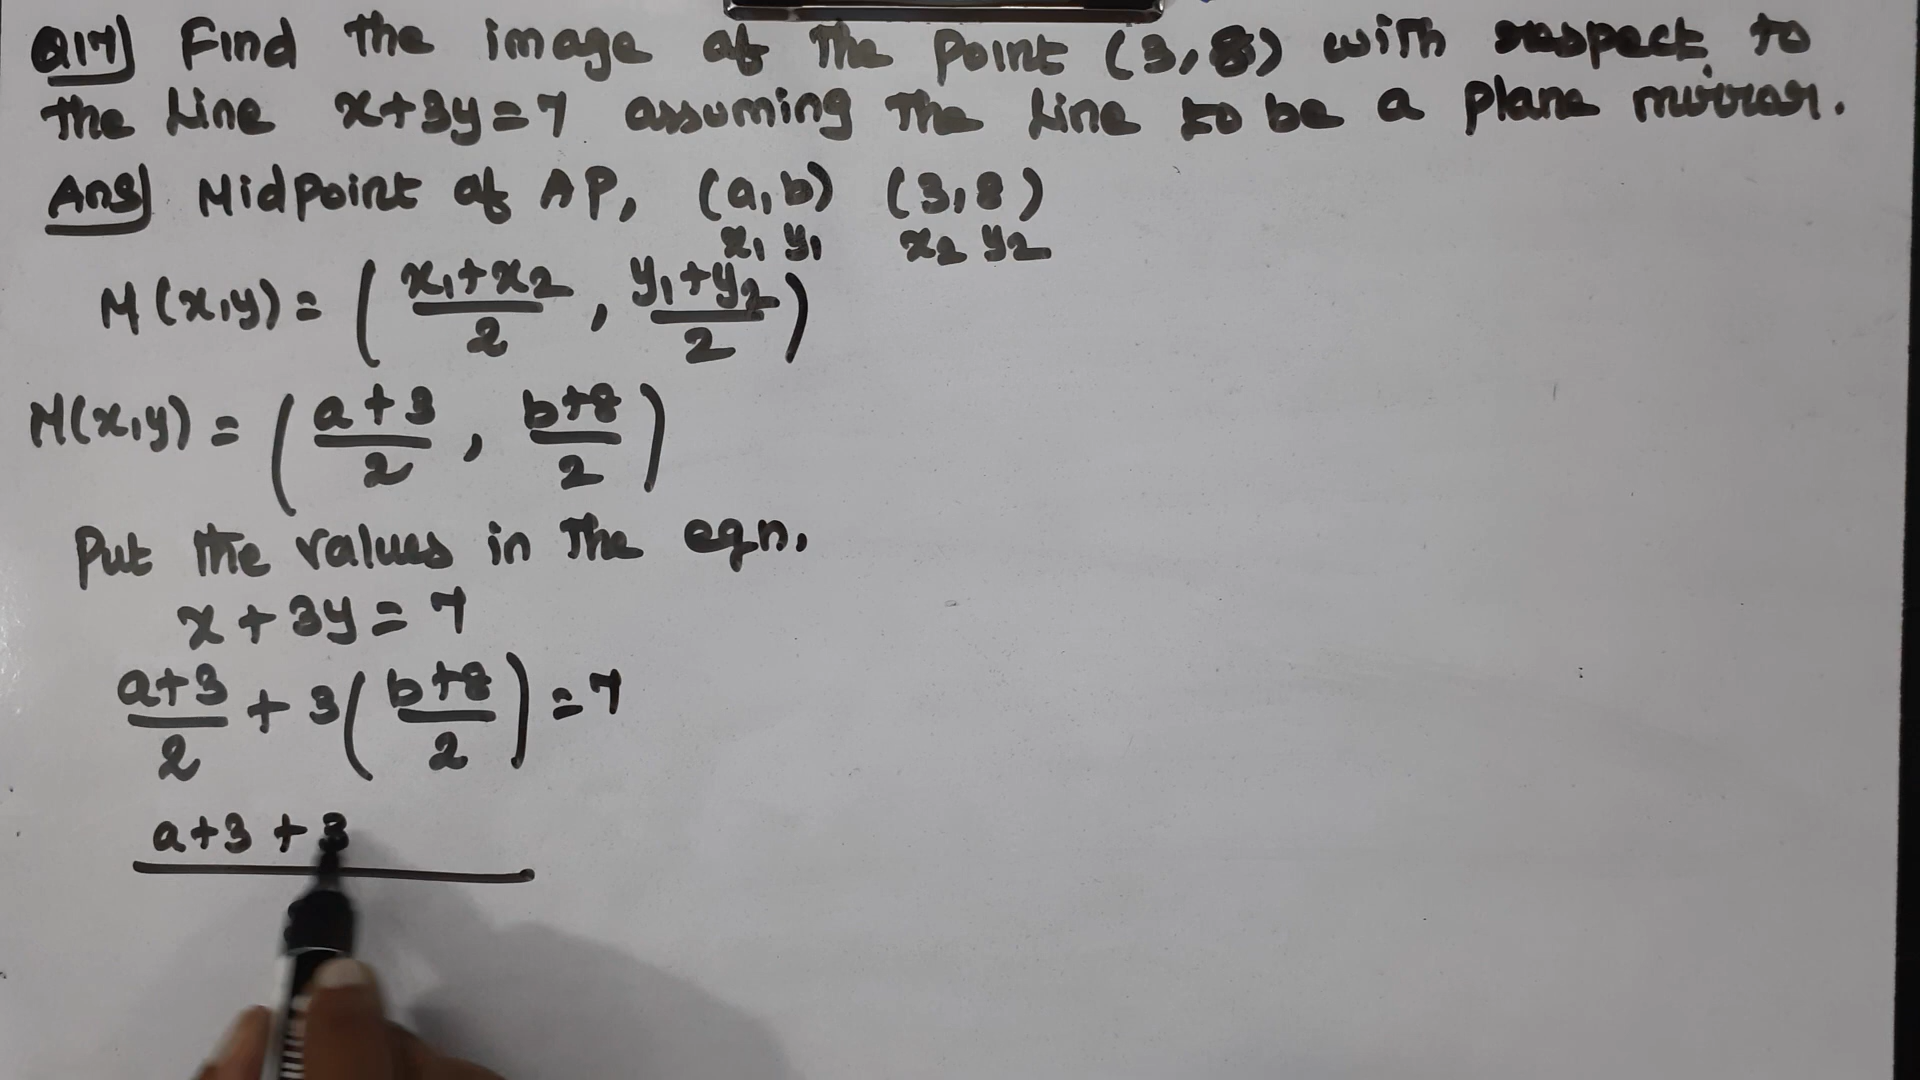 Q17) Find the image of the point (3,8) with respect to
the line x+3y=7 assuming the line to be a plane mirror.
Ans) Midpoint of AP, (a,b) (3,8)
x₁ y₁ x₂ y₂
M(x,y) = ( x₁+x₂/2 , y₁+y₂/2 )
M(x,y) = ( a+3/2 , b+8/2 )
Put the values in the eqn.
x+3y=7
a+3/2 + 3( b+8/2 ) = 7
a+3+3